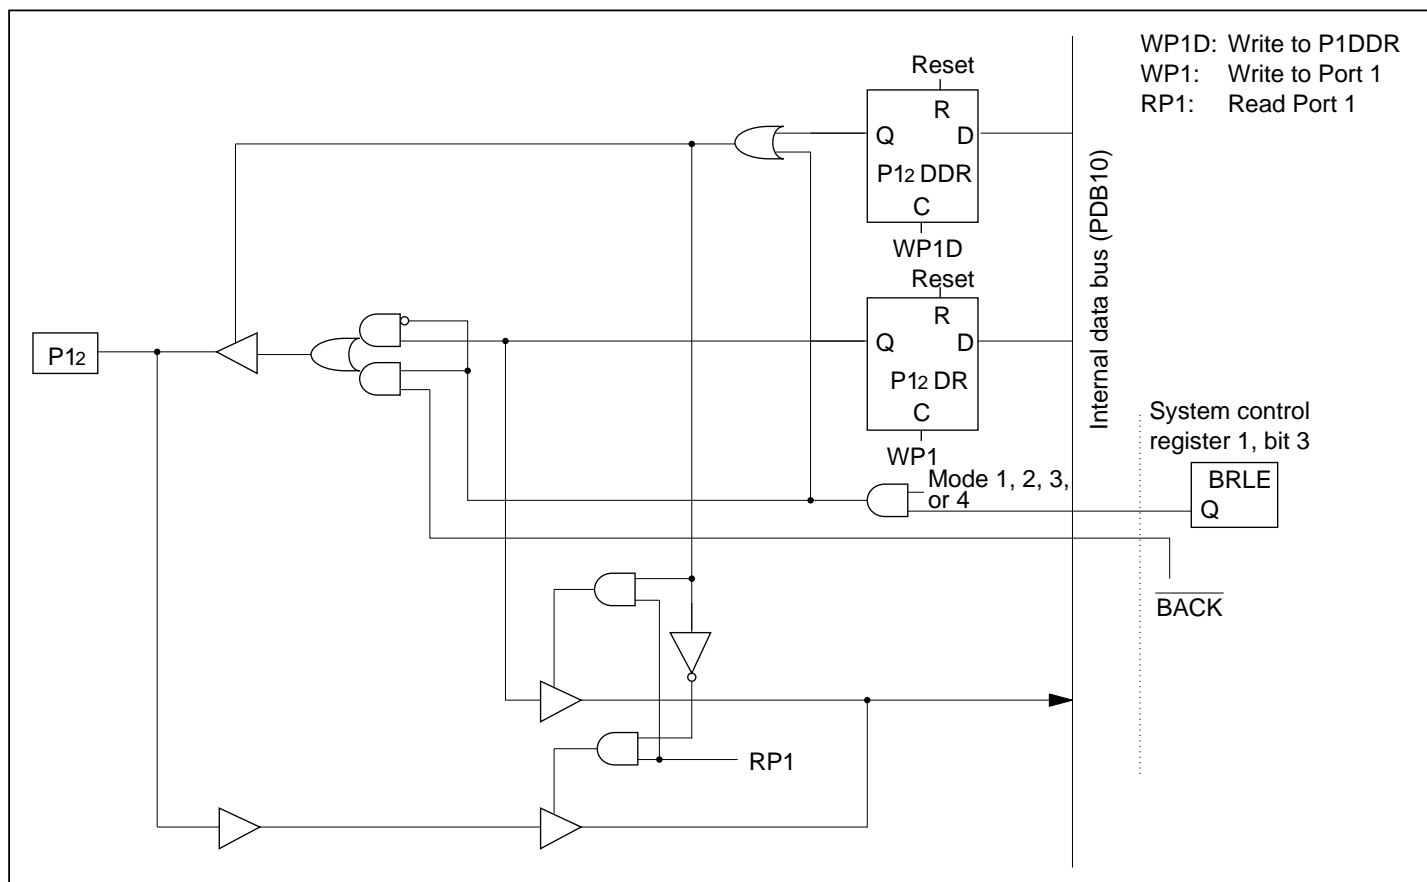 WP1D: Write to P1DDR
WP1: Write to Port 1
RP1: Read Port 1
Reset
R
Q D
P12 DDR
C
WP1D
Internal data bus (PDB10)
Reset
R
Q D
P12 DR
C
WP1
P12
System control
register 1, bit 3
Mode 1, 2, 3,
or 4
BRLE
Q
BACK
RP1